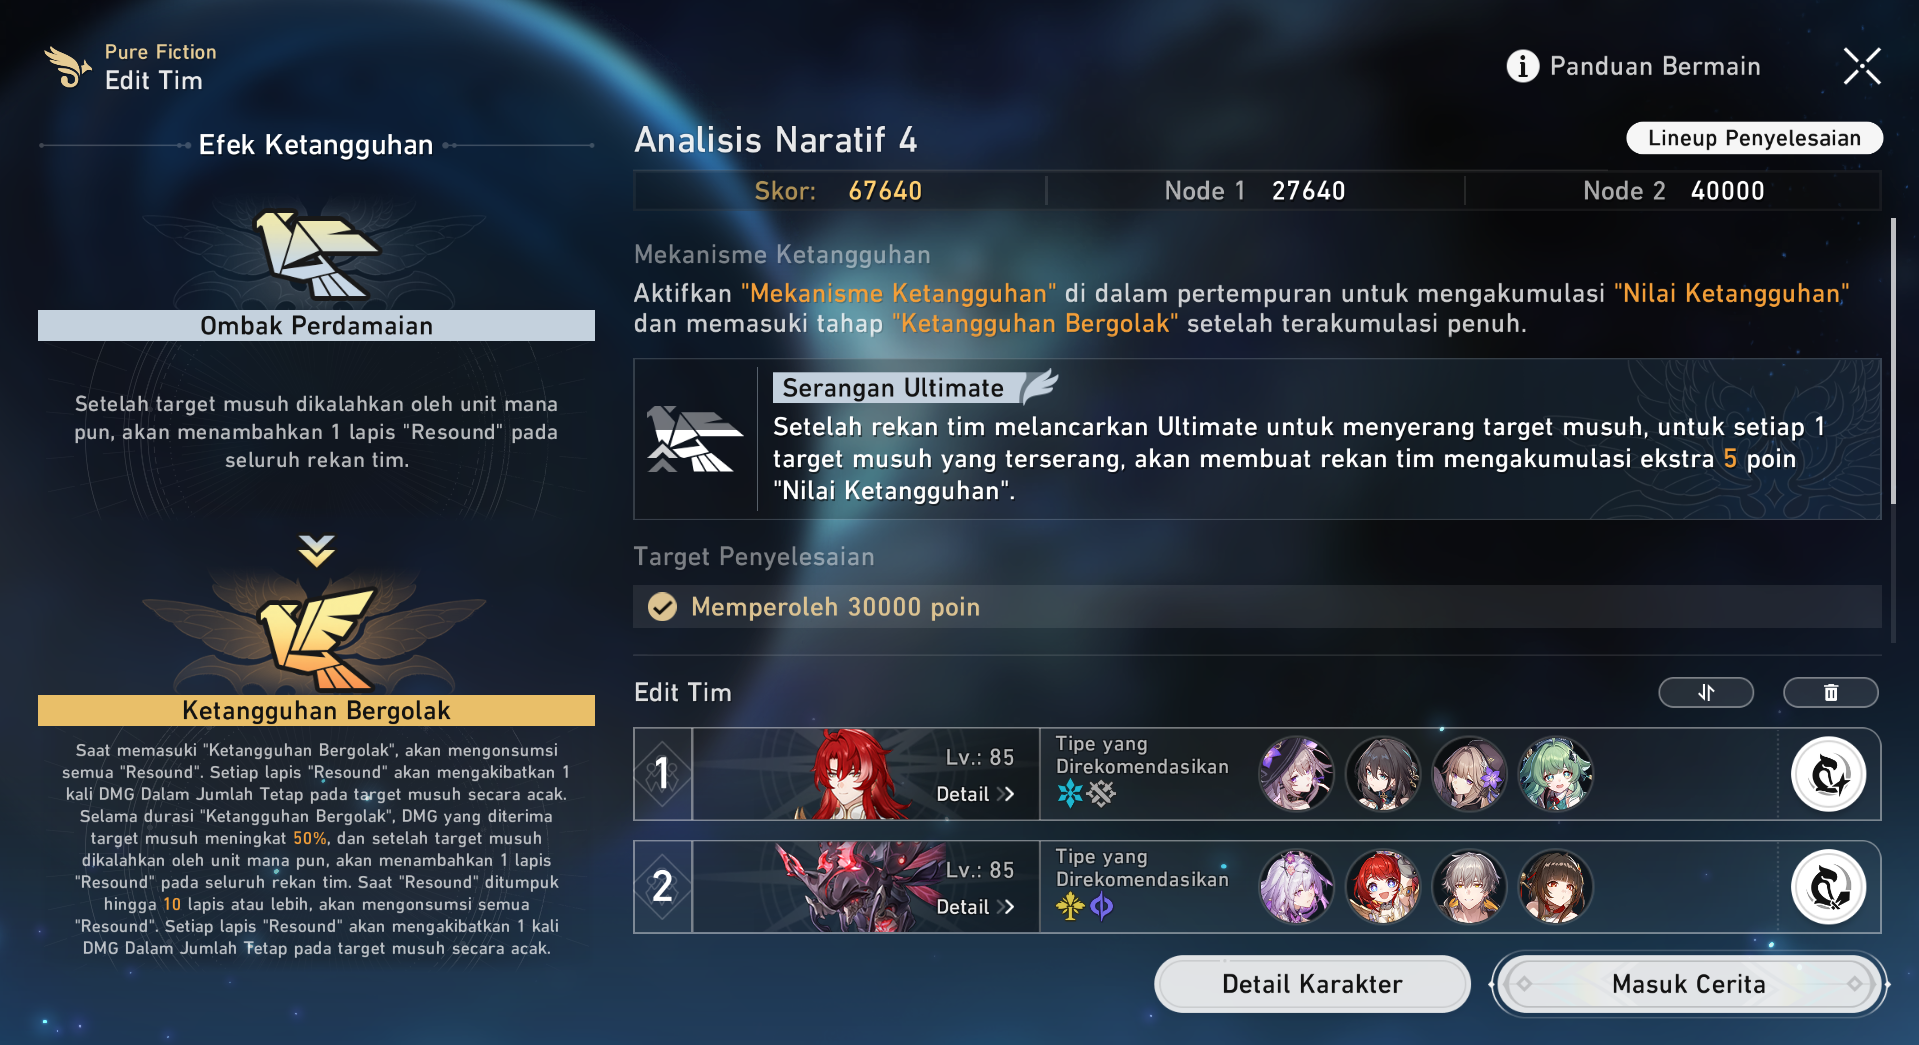 Pure Fiction
Edit Tim
Panduan Bermain
Efek Ketangguhan
Ombak Perdamaian
Setelah target musuh dikalahkan oleh unit mana
pun, akan menambahkan 1 lapis "Resound" pada
seluruh rekan tim.
Ketangguhan Bergolak
Saat memasuki "Ketangguhan Bergolak", akan mengonsumsi
semua "Resound". Setiap lapis "Resound" akan mengakibatkan 1
kali DMG Dalam Jumlah Tetap pada target musuh secara acak.
Selama durasi "Ketangguhan Bergolak", DMG yang diterima
target musuh meningkat 50%, dan setelah target musuh
dikalahkan oleh unit mana pun, akan menambahkan 1 lapis
"Resound" pada seluruh rekan tim. Saat "Resound" ditumpuk
hingga 10 lapis atau lebih, akan mengonsumsi semua
"Resound". Setiap lapis "Resound" akan mengakibatkan 1 kali
DMG Dalam Jumlah Tetap pada target musuh secara acak.
Analisis Naratif 4
Lineup Penyelesaian
Skor: 67640
Node 1 27640
Node 2 40000
Mekanisme Ketangguhan
Aktifkan "Mekanisme Ketangguhan" di dalam pertempuran untuk mengakumulasi "Nilai Ketangguhan"
dan memasuki tahap "Ketangguhan Bergolak" setelah terakumulasi penuh.
Serangan Ultimate
Setelah rekan tim melancarkan Ultimate untuk menyerang target musuh, untuk setiap 1
target musuh yang terserang, akan membuat rekan tim mengakumulasi ekstra 5 poin
"Nilai Ketangguhan".
Target Penyelesaian
Memperoleh 30000 poin
Edit Tim
1
Lv.: 85
Detail
Tipe yang
Direkomendasikan
2
Lv.: 85
Detail
Tipe yang
Direkomendasikan
Detail Karakter
Masuk Cerita